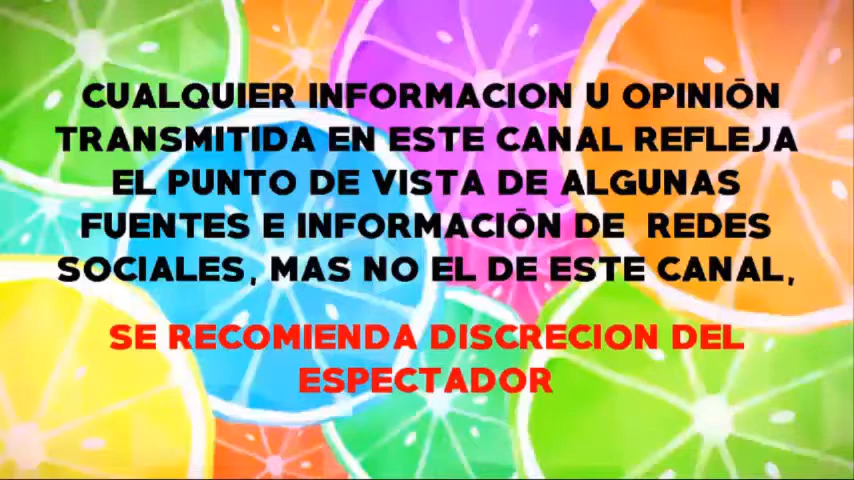 CUALQUIER INFORMACION U OPINIÓN
TRANSMITIDA EN ESTE CANAL REFLEJA
EL PUNTO DE VISTA DE ALGUNAS
FUENTES E INFORMACIÓN DE REDES
SOCIALES, MAS NO EL DE ESTE CANAL,
SE RECOMIENDA DISCRECION DEL
ESPECTADOR